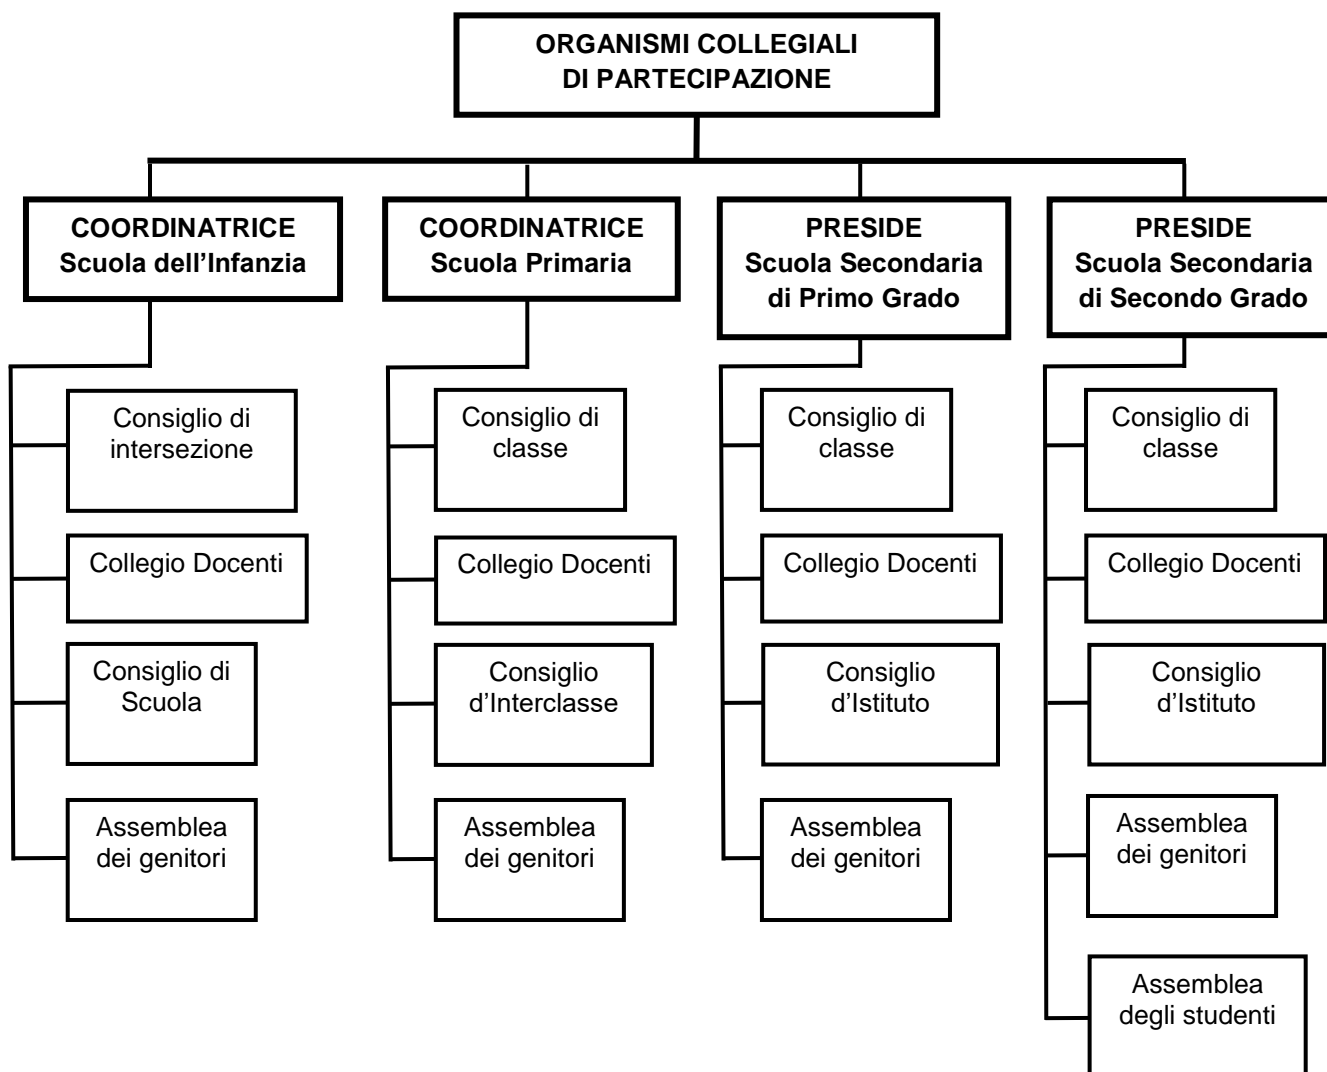 ORGANISMI COLLEGIALI
DI PARTECIPAZIONE
COORDINATRICE
Scuola dell’Infanzia
COORDINATRICE
Scuola Primaria
PRESIDE
Scuola Secondaria
di Primo Grado
PRESIDE
Scuola Secondaria
di Secondo Grado
Consiglio di
intersezione
Collegio Docenti
Consiglio di
Scuola
Assemblea
dei genitori
Consiglio di
classe
Collegio Docenti
Consiglio
d’Interclasse
Assemblea
dei genitori
Consiglio di
classe
Collegio Docenti
Consiglio
d’Istituto
Assemblea
dei genitori
Consiglio di
classe
Collegio Docenti
Consiglio
d’Istituto
Assemblea
dei genitori
Assemblea
degli studenti